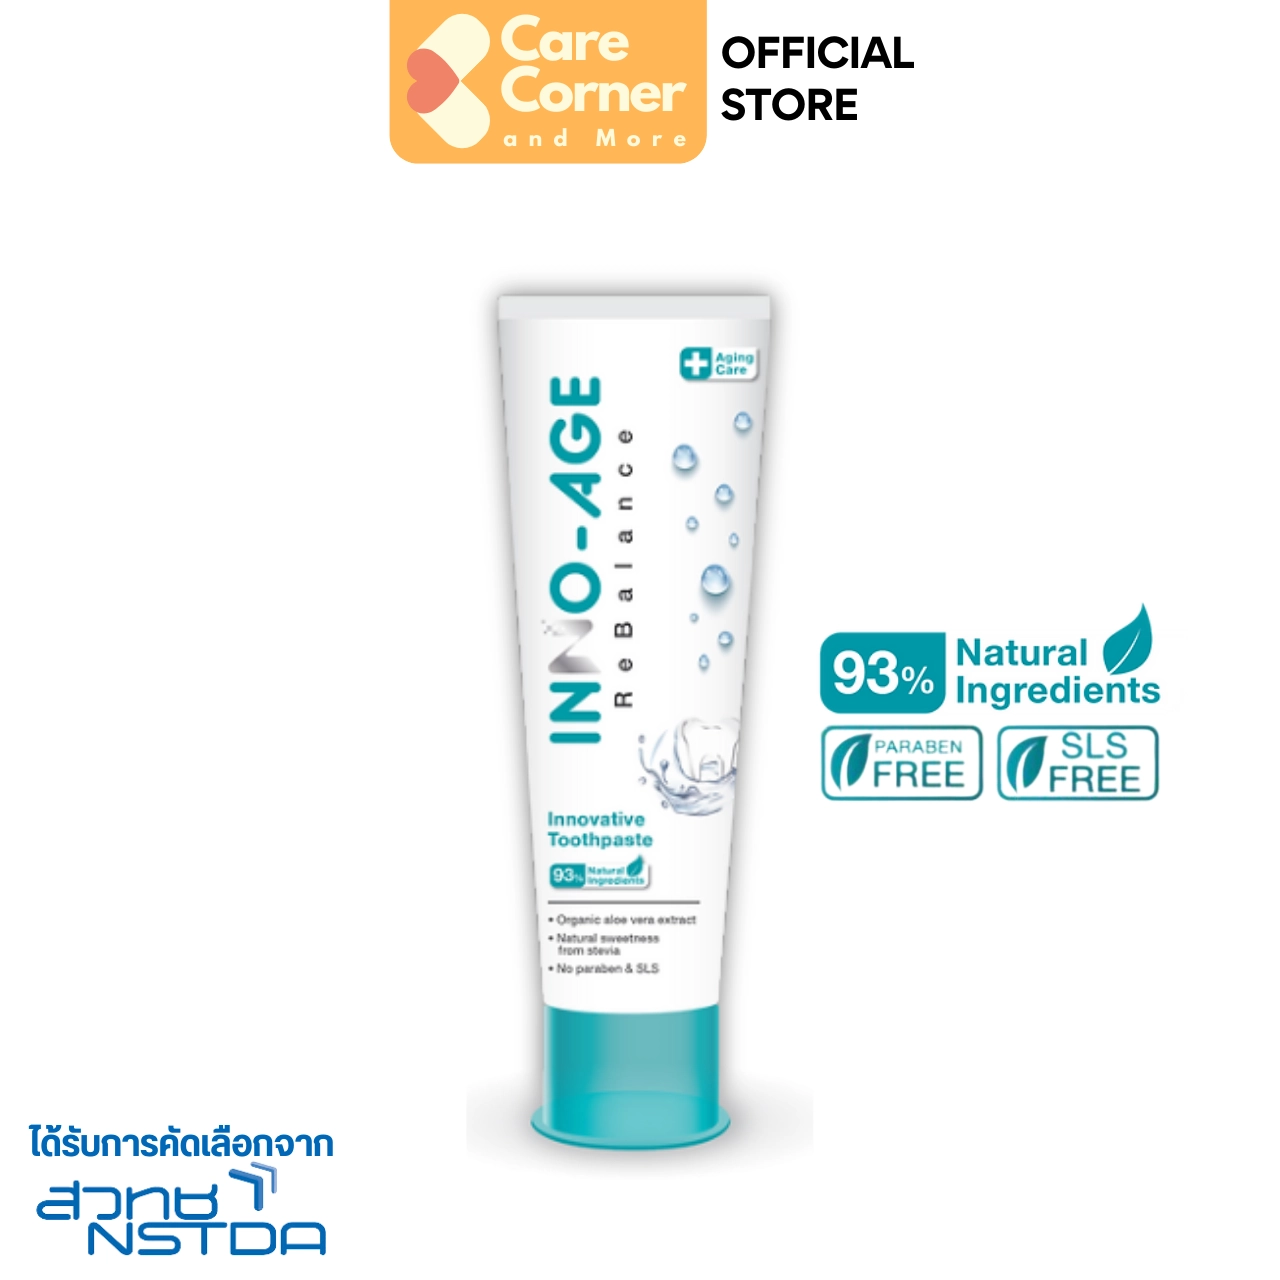 Care
Corner
and More
OFFICIAL
STORE
Aging
Care
INNO-AGE
ReBalance
Innovative
Toothpaste
93% Natural
Ingredients
• Organic aloe vera extract
• Natural sweetness
from stevia
• No paraben & SLS
93% Natural
Ingredients
PARABEN
FREE
SLS
FREE
ได้รับการคัดเลือกจาก
สวทช
NSTDA